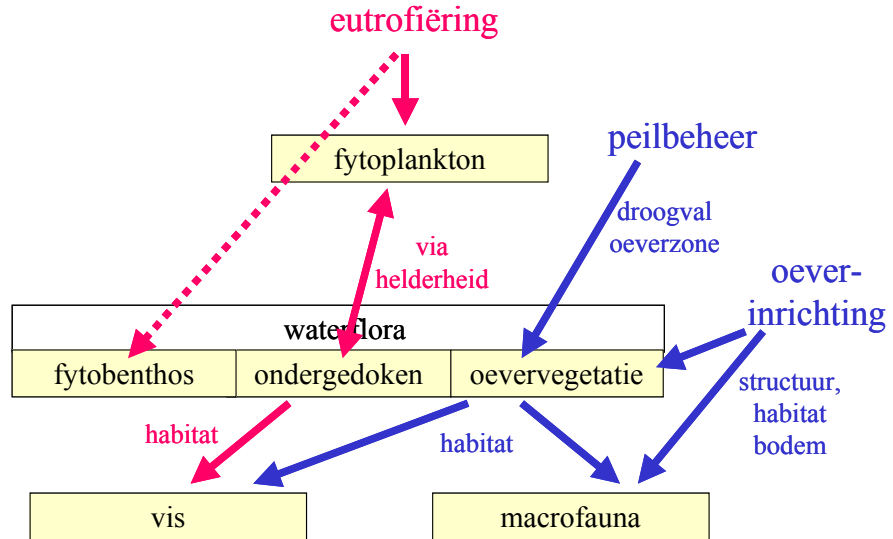 eutrofiëring
peilbeheer
fytoplankton
droogval
oeverzone
via
helderheid
oever-
inrichting
waterflora
fytobenthos
ondergedoken
oevervegetatie
structuur,
habitat
bodem
habitat
habitat
vis
macrofauna